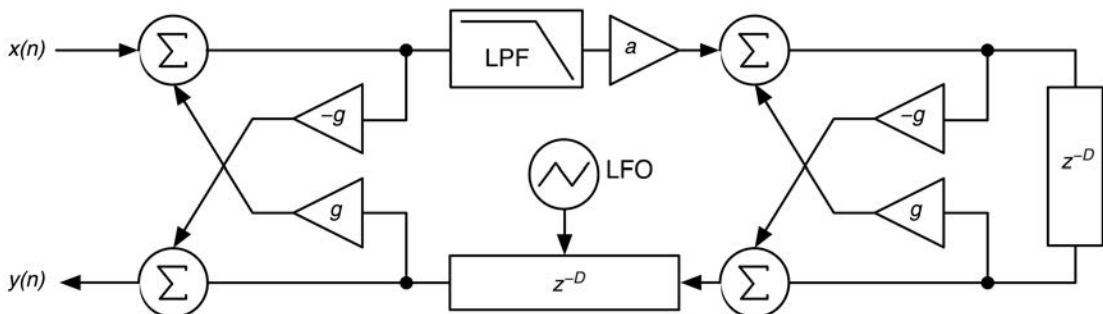 x(n)
Σ
LPF
a
Σ
–g
–g
LFO
z⁻ᴰ
g
g
y(n)
Σ
z⁻ᴰ
Σ